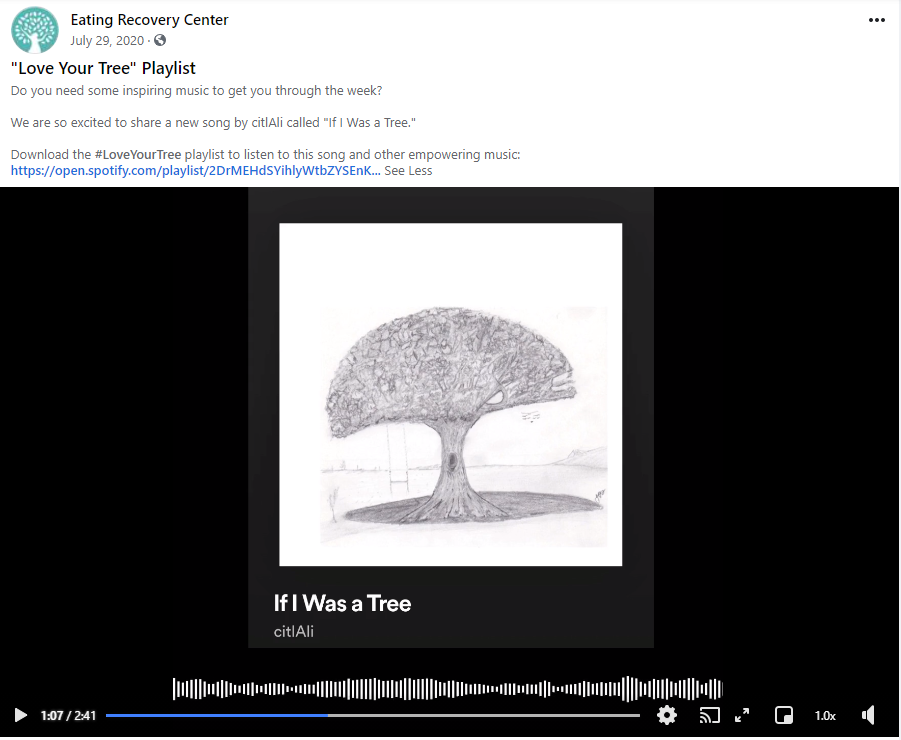 Eating Recovery Center
July 29, 2020 ·
"Love Your Tree" Playlist
Do you need some inspiring music to get you through the week?
We are so excited to share a new song by citlAli called "If I Was a Tree."
Download the #LoveYourTree playlist to listen to this song and other empowering music:
https://open.spotify.com/playlist/2DrMEHdSYihlyWtbZYSEnK... See Less
If I Was a Tree
citlAli
1:07 / 2:41
1.0x